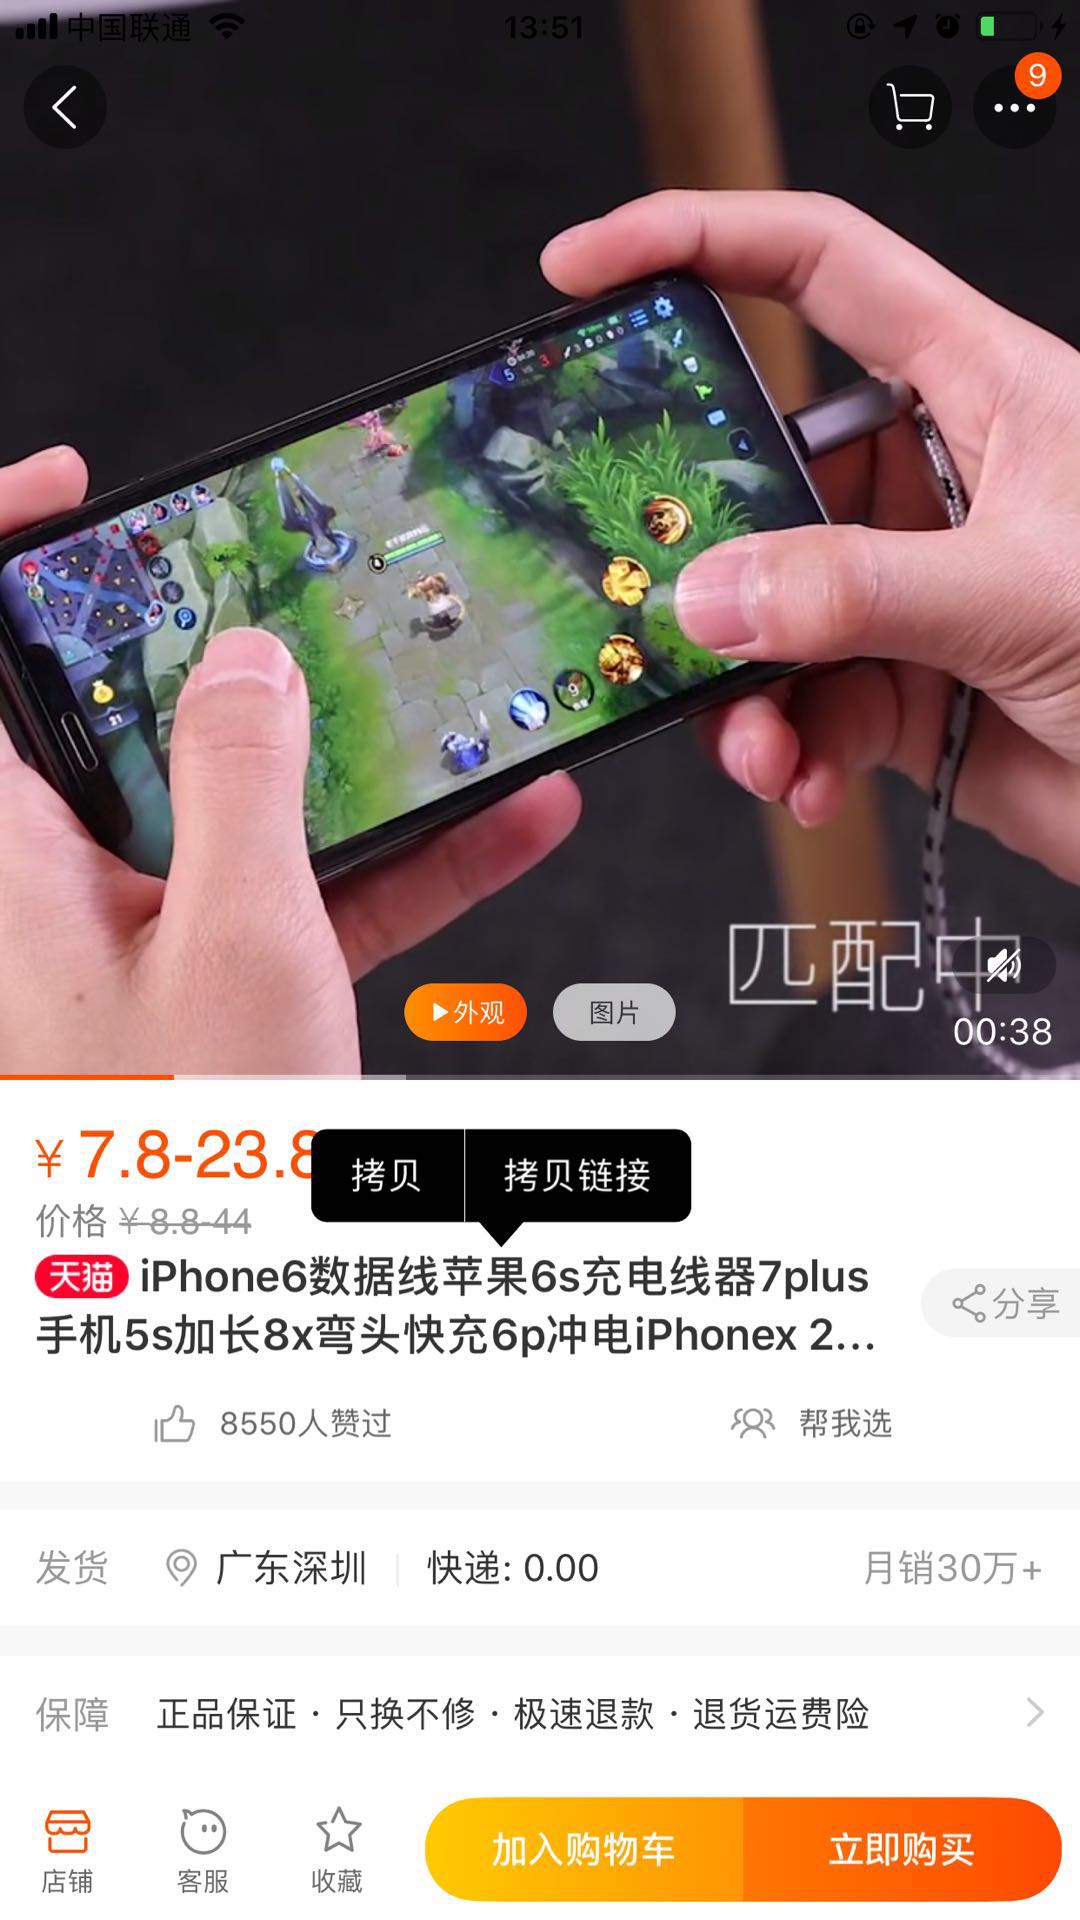 中国联通
13:51
9
5
3
21
9
匹配中
▶外观
图片
00:38
¥ 7.8-23.8
拷贝
拷贝链接
价格 ¥ 8.8-44
天猫 iPhone6数据线苹果6s充电线器7plus
手机5s加长8x弯头快充6p冲电iPhonex 2...
分享
8550人赞过
帮我选
发货
广东深圳
快递: 0.00
月销30万+
保障
正品保证 · 只换不修 · 极速退款 · 退货运费险
店铺
客服
收藏
加入购物车
立即购买